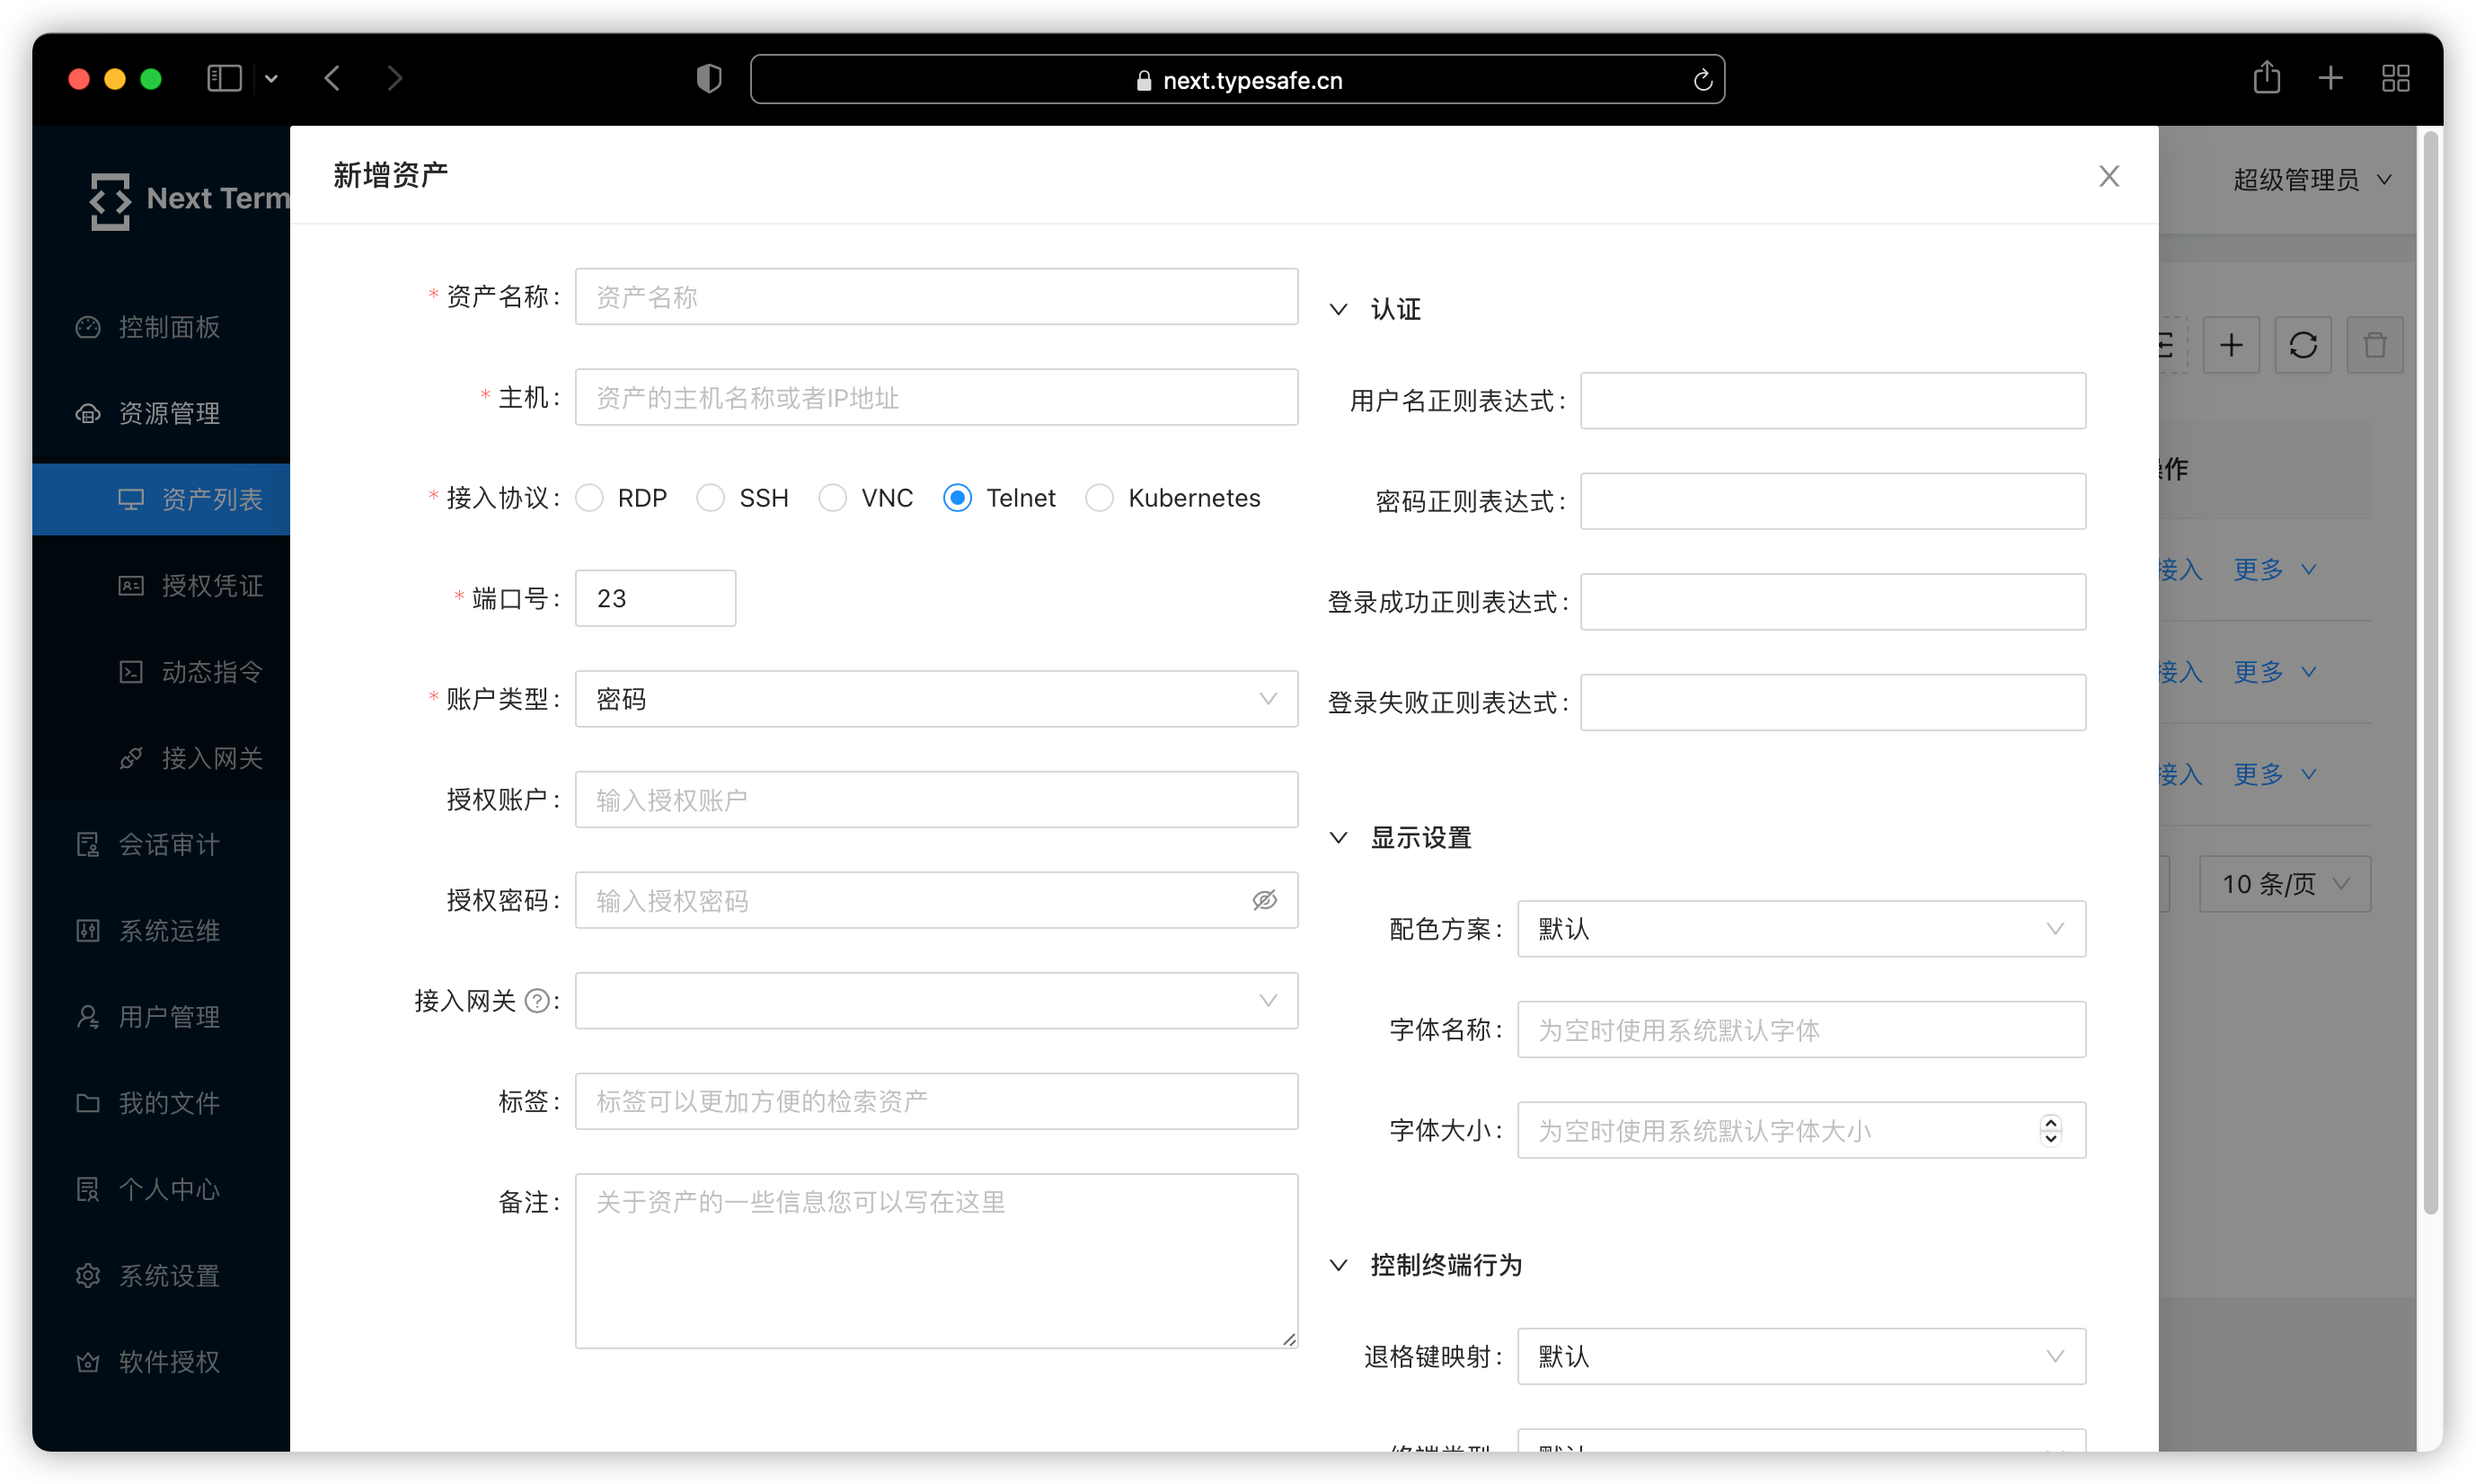 next.typesafe.cn
Next Term
控制面板
资源管理
资产列表
授权凭证
动态指令
接入网关
会话审计
系统运维
用户管理
我的文件
个人中心
系统设置
软件授权
新增资产
* 资产名称: 资产名称
* 主机: 资产的主机名称或者IP地址
* 接入协议: RDP SSH VNC Telnet Kubernetes
* 端口号: 23
* 账户类型: 密码
授权账户: 输入授权账户
授权密码: 输入授权密码
接入网关 ?:
标签: 标签可以更加方便的检索资产
备注: 关于资产的一些信息您可以写在这里
认证
用户名正则表达式:
密码正则表达式:
登录成功正则表达式:
登录失败正则表达式:
显示设置
配色方案: 默认
字体名称: 为空时使用系统默认字体
字体大小: 为空时使用系统默认字体大小
控制终端行为
退格键映射: 默认
超级管理员
作
接入 更多
接入 更多
接入 更多
10 条/页